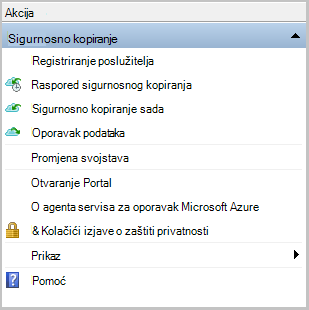 Akcija
Sigurnosno kopiranje
Registriranje poslužitelja
Raspored sigurnosnog kopiranja
Sigurnosno kopiranje sada
Oporavak podataka
Promjena svojstava
Otvaranje Portal
O agenta servisa za oporavak Microsoft Azure
& Kolačići izjave o zaštiti privatnosti
Prikaz
Pomoć